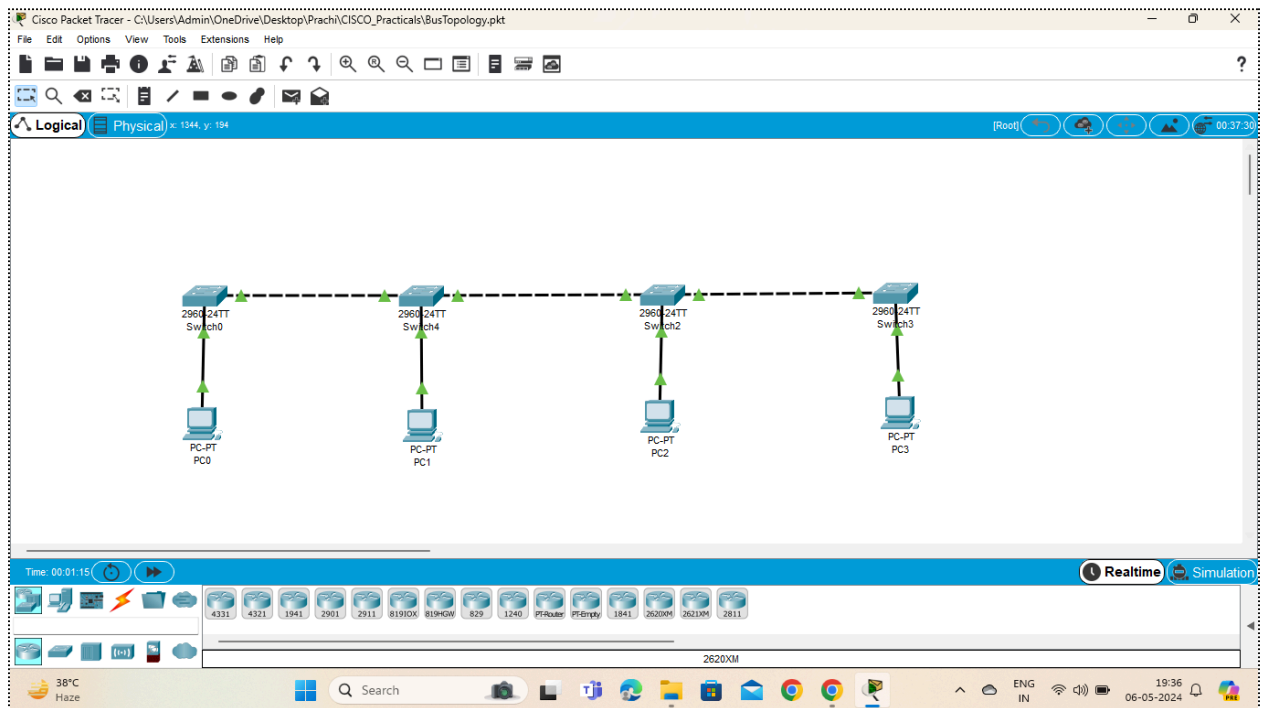 Cisco Packet Tracer - C:\Users\Admin\OneDrive\Desktop\Prachi\CISCO_Practicals\BusTopology.pkt
File Edit Options View Tools Extensions Help
?
Logical Physical x: 1344, y: 194 [Root] 00:37:30
2960-24TT
Switch0
2960-24TT
Switch4
2960-24TT
Switch2
2960-24TT
Switch3
PC-PT
PC0
PC-PT
PC1
PC-PT
PC2
PC-PT
PC3
Time: 00:01:15 Realtime Simulation
4331 4321 1941 2901 2911 819IOX 819HGW 829 1240 PT-Router PT-Empty 1841 2620XM 2621XM 2811
2620XM
38°C
Haze
Search
ENG
IN
19:36
06-05-2024
PRE